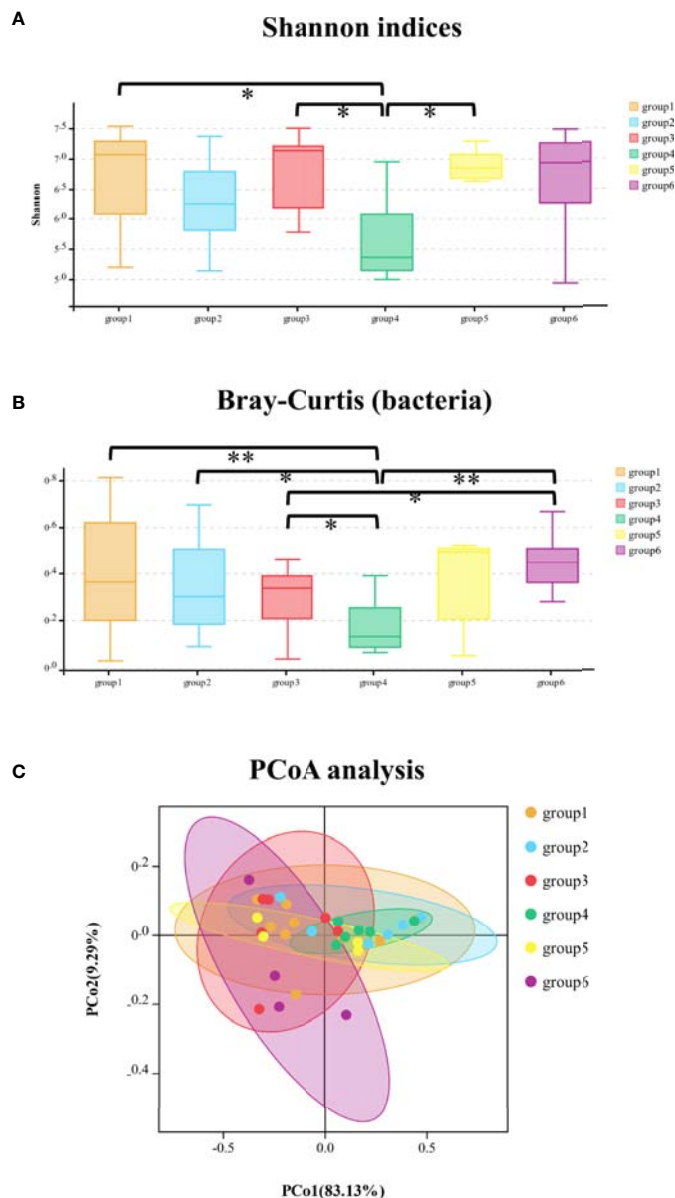 A
Shannon indices
*
* *
group1
group2
group3
group4
group5
group6
7.5
7.0
6.5
6.0
5.5
5.0
Shannon
group1 group2 group3 group4 group5 group6
B
Bray-Curtis (bacteria)
**
* **
*
*
group1
group2
group3
group4
group5
group6
0.8
0.6
0.4
0.2
0.0
group1 group2 group3 group4 group5 group6
C
PCoA analysis
group1
group2
group3
group4
group5
group6
0.2
0.0
-0.2
-0.4
PCo2(9.29%)
-0.5 0.0 0.5
PCo1(83.13%)